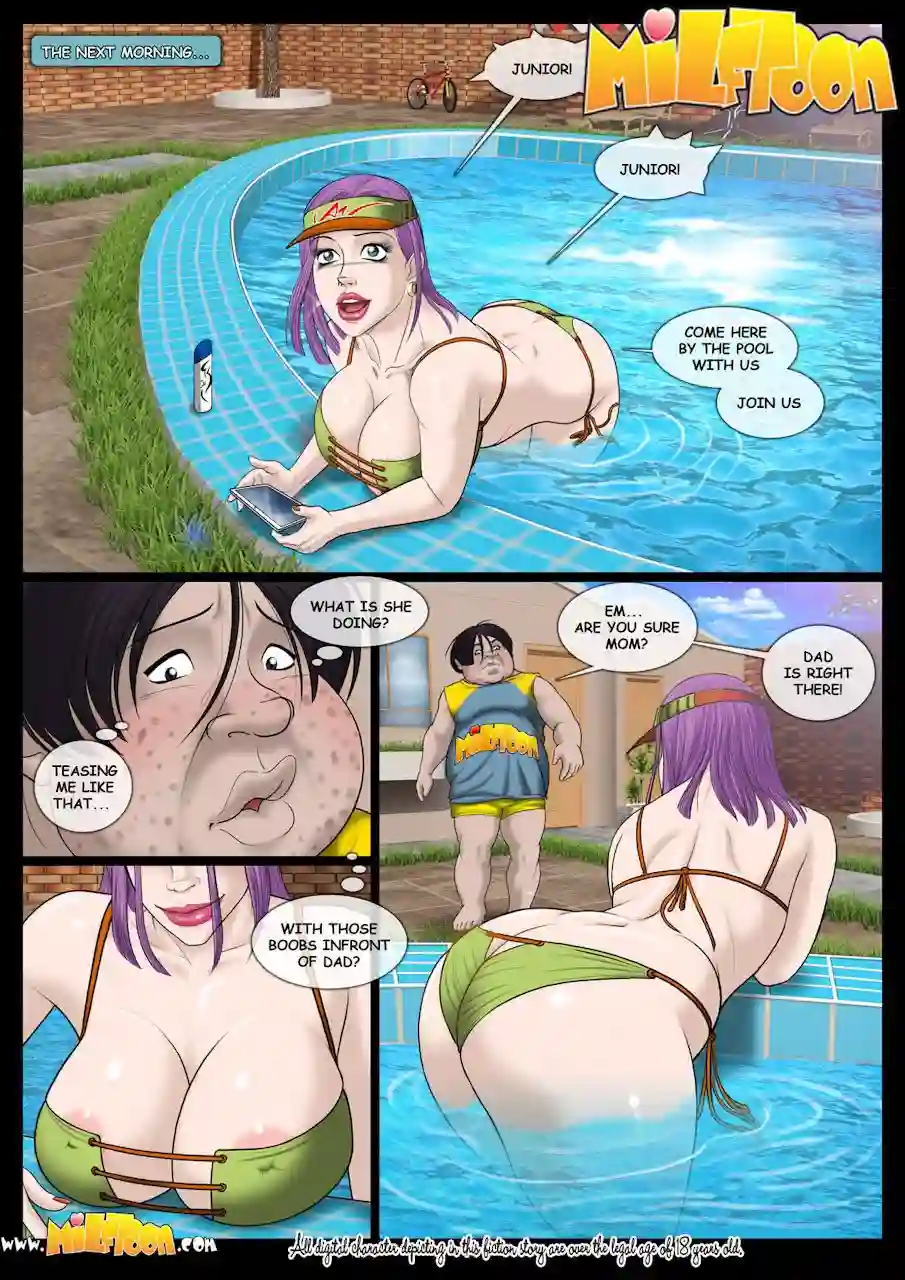 THE NEXT MORNING...
JUNIOR!
MILFTOON
JUNIOR!
COME HERE
BY THE POOL
WITH US
JOIN US
WHAT IS SHE
DOING?
TEASING
ME LIKE
THAT...
EM...
ARE YOU SURE
MOM?
DAD
IS RIGHT
THERE!
MILFTOON
WITH THOSE
BOOBS INFRONT
OF DAD?
www.MILFTOON.com
All digital character depicting in this fiction story are over the legal age of 18 years old.